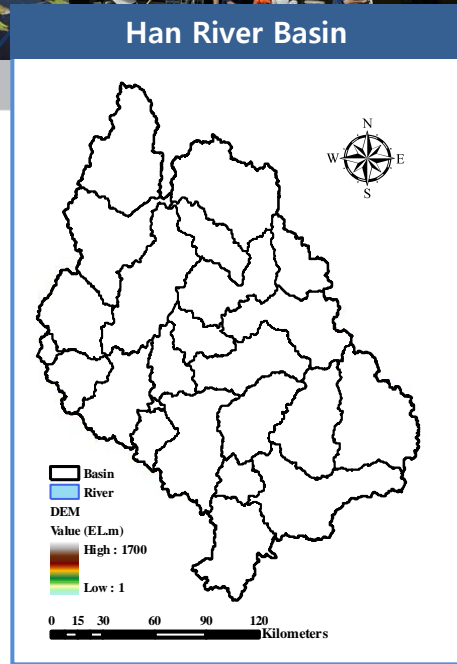 Han River Basin
N
W E
S
Basin
River
DEM
Value (EL.m)
High : 1700
Low : 1
0 15 30 60 90 120
Kilometers